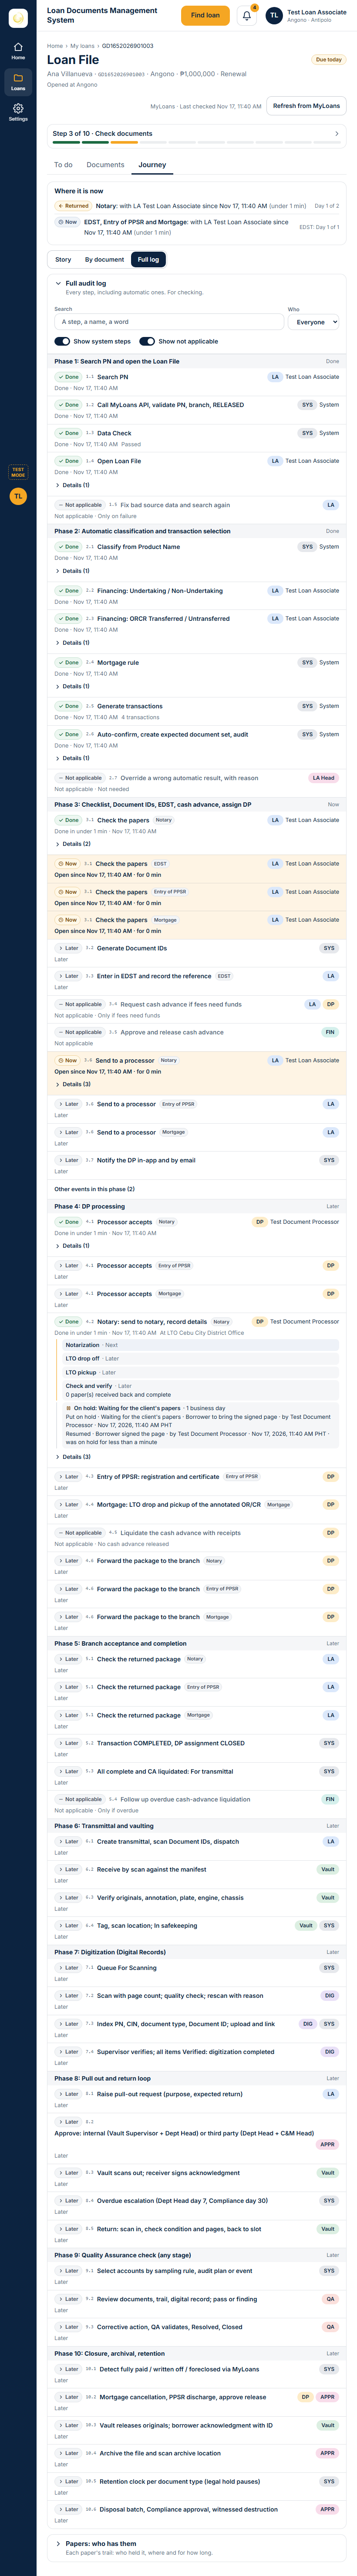 Home
Loans
Settings
TEST MODE
TL
Loan Documents Management System
Find loan
4
TL
Test Loan Associate
Angono · Antipolo
Home › My loans › GD1652026901003
Loan File
Due today
Ana Villanueva · GD1652026901003 · Angono · ₱1,000,000 · Renewal
Opened at Angono
MyLoans · Last checked Nov 17, 11:40 AM
Refresh from MyLoans
Step 3 of 10 · Check documents
To do
Documents
Journey
Where it is now
Returned
Notary: with LA Test Loan Associate since Nov 17, 11:40 AM (under 1 min)
Day 1 of 2
Now
EDST, Entry of PPSR and Mortgage: with LA Test Loan Associate since Nov 17, 11:40 AM (under 1 min)
EDST: Day 1 of 1
Story
By document
Full log
Full audit log
Every step, including automatic ones. For checking.
Search
Who
A step, a name, a word
Everyone
Show system steps
Show not applicable
Phase 1: Search PN and open the Loan File
Done
Done 1.1 Search PN
LA Test Loan Associate
Done · Nov 17, 11:40 AM
Done 1.2 Call MyLoans API, validate PN, branch, RELEASED
SYS System
Done · Nov 17, 11:40 AM
Done 1.3 Data Check
SYS System
Done · Nov 17, 11:40 AM Passed
Done 1.4 Open Loan File
LA Test Loan Associate
Done · Nov 17, 11:40 AM
Details (1)
Not applicable 1.5 Fix bad source data and search again
LA
Not applicable · Only on failure
Phase 2: Automatic classification and transaction selection
Done
Done 2.1 Classify from Product Name
SYS System
Done · Nov 17, 11:40 AM
Details (1)
Done 2.2 Financing: Undertaking / Non-Undertaking
LA Test Loan Associate
Done · Nov 17, 11:40 AM
Done 2.3 Financing: ORCR Transferred / Untransferred
LA Test Loan Associate
Done · Nov 17, 11:40 AM
Details (1)
Done 2.4 Mortgage rule
SYS System
Done · Nov 17, 11:40 AM
Details (1)
Done 2.5 Generate transactions
SYS System
Done · Nov 17, 11:40 AM 4 transactions
Done 2.6 Auto-confirm, create expected document set, audit
SYS System
Done · Nov 17, 11:40 AM
Details (1)
Not applicable 2.7 Override a wrong automatic result, with reason
LA Head
Not applicable · Not needed
Phase 3: Checklist, Document IDs, EDST, cash advance, assign DP
Now
Done 3.1 Check the papers Notary
LA Test Loan Associate
Done in under 1 min · Nov 17, 11:40 AM
Details (2)
Now 3.1 Check the papers EDST
LA Test Loan Associate
Open since Nov 17, 11:40 AM · for 0 min
Now 3.1 Check the papers Entry of PPSR
LA Test Loan Associate
Open since Nov 17, 11:40 AM · for 0 min
Now 3.1 Check the papers Mortgage
LA Test Loan Associate
Open since Nov 17, 11:40 AM · for 0 min
Later 3.2 Generate Document IDs
SYS
Later
Later 3.3 Enter in EDST and record the reference EDST
LA
Later
Not applicable 3.4 Request cash advance if fees need funds
LA DP
Not applicable · Only if fees need funds
Not applicable 3.5 Approve and release cash advance
FIN
Not applicable
Now 3.6 Send to a processor Notary
LA Test Loan Associate
Open since Nov 17, 11:40 AM · for 0 min
Details (3)
Later 3.6 Send to a processor Entry of PPSR
LA
Later
Later 3.6 Send to a processor Mortgage
LA
Later
Later 3.7 Notify the DP in-app and by email
SYS
Later
Other events in this phase (2)
Phase 4: DP processing
Later
Done 4.1 Processor accepts Notary
DP Test Document Processor
Done in under 1 min · Nov 17, 11:40 AM
Details (1)
Later 4.1 Processor accepts Entry of PPSR
DP
Later
Later 4.1 Processor accepts Mortgage
DP
Later
Done 4.2 Notary: send to notary, record details Notary
DP Test Document Processor
Done in under 1 min · Nov 17, 11:40 AM At LTO Cebu City District Office
Notarization · Next
LTO drop off · Later
LTO pickup · Later
Check and verify · Later
0 paper(s) received back and complete
On hold: Waiting for the client's papers · 1 business day
Put on hold · Waiting for the client's papers · Borrower to bring the signed page · by Test Document Processor · Nov 17, 2026, 11:40 AM PHT
Resumed · Borrower signed the page · by Test Document Processor · Nov 17, 2026, 11:40 AM PHT · was on hold for less than a minute
Details (3)
Later 4.3 Entry of PPSR: registration and certificate Entry of PPSR
DP
Later
Later 4.4 Mortgage: LTO drop and pickup of the annotated OR/CR Mortgage
DP
Later
Not applicable 4.5 Liquidate the cash advance with receipts
DP
Not applicable · No cash advance released
Later 4.6 Forward the package to the branch Notary
DP
Later
Later 4.6 Forward the package to the branch Entry of PPSR
DP
Later
Later 4.6 Forward the package to the branch Mortgage
DP
Later
Phase 5: Branch acceptance and completion
Later
Later 5.1 Check the returned package Notary
LA
Later
Later 5.1 Check the returned package Entry of PPSR
LA
Later
Later 5.1 Check the returned package Mortgage
LA
Later
Later 5.2 Transaction COMPLETED, DP assignment CLOSED
SYS
Later
Later 5.3 All complete and CA liquidated: For transmittal
SYS
Later
Not applicable 5.4 Follow up overdue cash-advance liquidation
FIN
Not applicable · Only if overdue
Phase 6: Transmittal and vaulting
Later
Later 6.1 Create transmittal, scan Document IDs, dispatch
LA
Later
Later 6.2 Receive by scan against the manifest
Vault
Later
Later 6.3 Verify originals, annotation, plate, engine, chassis
Vault
Later
Later 6.4 Tag, scan location; In safekeeping
Vault SYS
Later
Phase 7: Digitization (Digital Records)
Later
Later 7.1 Queue For Scanning
SYS
Later
Later 7.2 Scan with page count; quality check; rescan with reason
DIG
Later
Later 7.3 Index PN, CIN, document type, Document ID; upload and link
DIG SYS
Later
Later 7.4 Supervisor verifies; all items Verified: digitization completed
DIG
Later
Phase 8: Pull out and return loop
Later
Later 8.1 Raise pull-out request (purpose, expected return)
LA
Later
Later 8.2
Approve: internal (Vault Supervisor + Dept Head) or third party (Dept Head + C&M Head)
APPR
Later
Later 8.3 Vault scans out; receiver signs acknowledgment
Vault
Later
Later 8.4 Overdue escalation (Dept Head day 7, Compliance day 30)
SYS
Later
Later 8.5 Return: scan in, check condition and pages, back to slot
Vault
Later
Phase 9: Quality Assurance check (any stage)
Later
Later 9.1 Select accounts by sampling rule, audit plan or event
SYS
Later
Later 9.2 Review documents, trail, digital record; pass or finding
QA
Later
Later 9.3 Corrective action, QA validates, Resolved, Closed
QA
Later
Phase 10: Closure, archival, retention
Later
Later 10.1 Detect fully paid / written off / foreclosed via MyLoans
SYS
Later
Later 10.2 Mortgage cancellation, PPSR discharge, approve release
DP APPR
Later
Later 10.3 Vault releases originals; borrower acknowledgment with ID
Vault
Later
Later 10.4 Archive the file and scan archive location
APPR
Later
Later 10.5 Retention clock per document type (legal hold pauses)
SYS
Later
Later 10.6 Disposal batch, Compliance approval, witnessed destruction
APPR
Later
Papers: who has them
Each paper's trail: who held it, where and for how long.